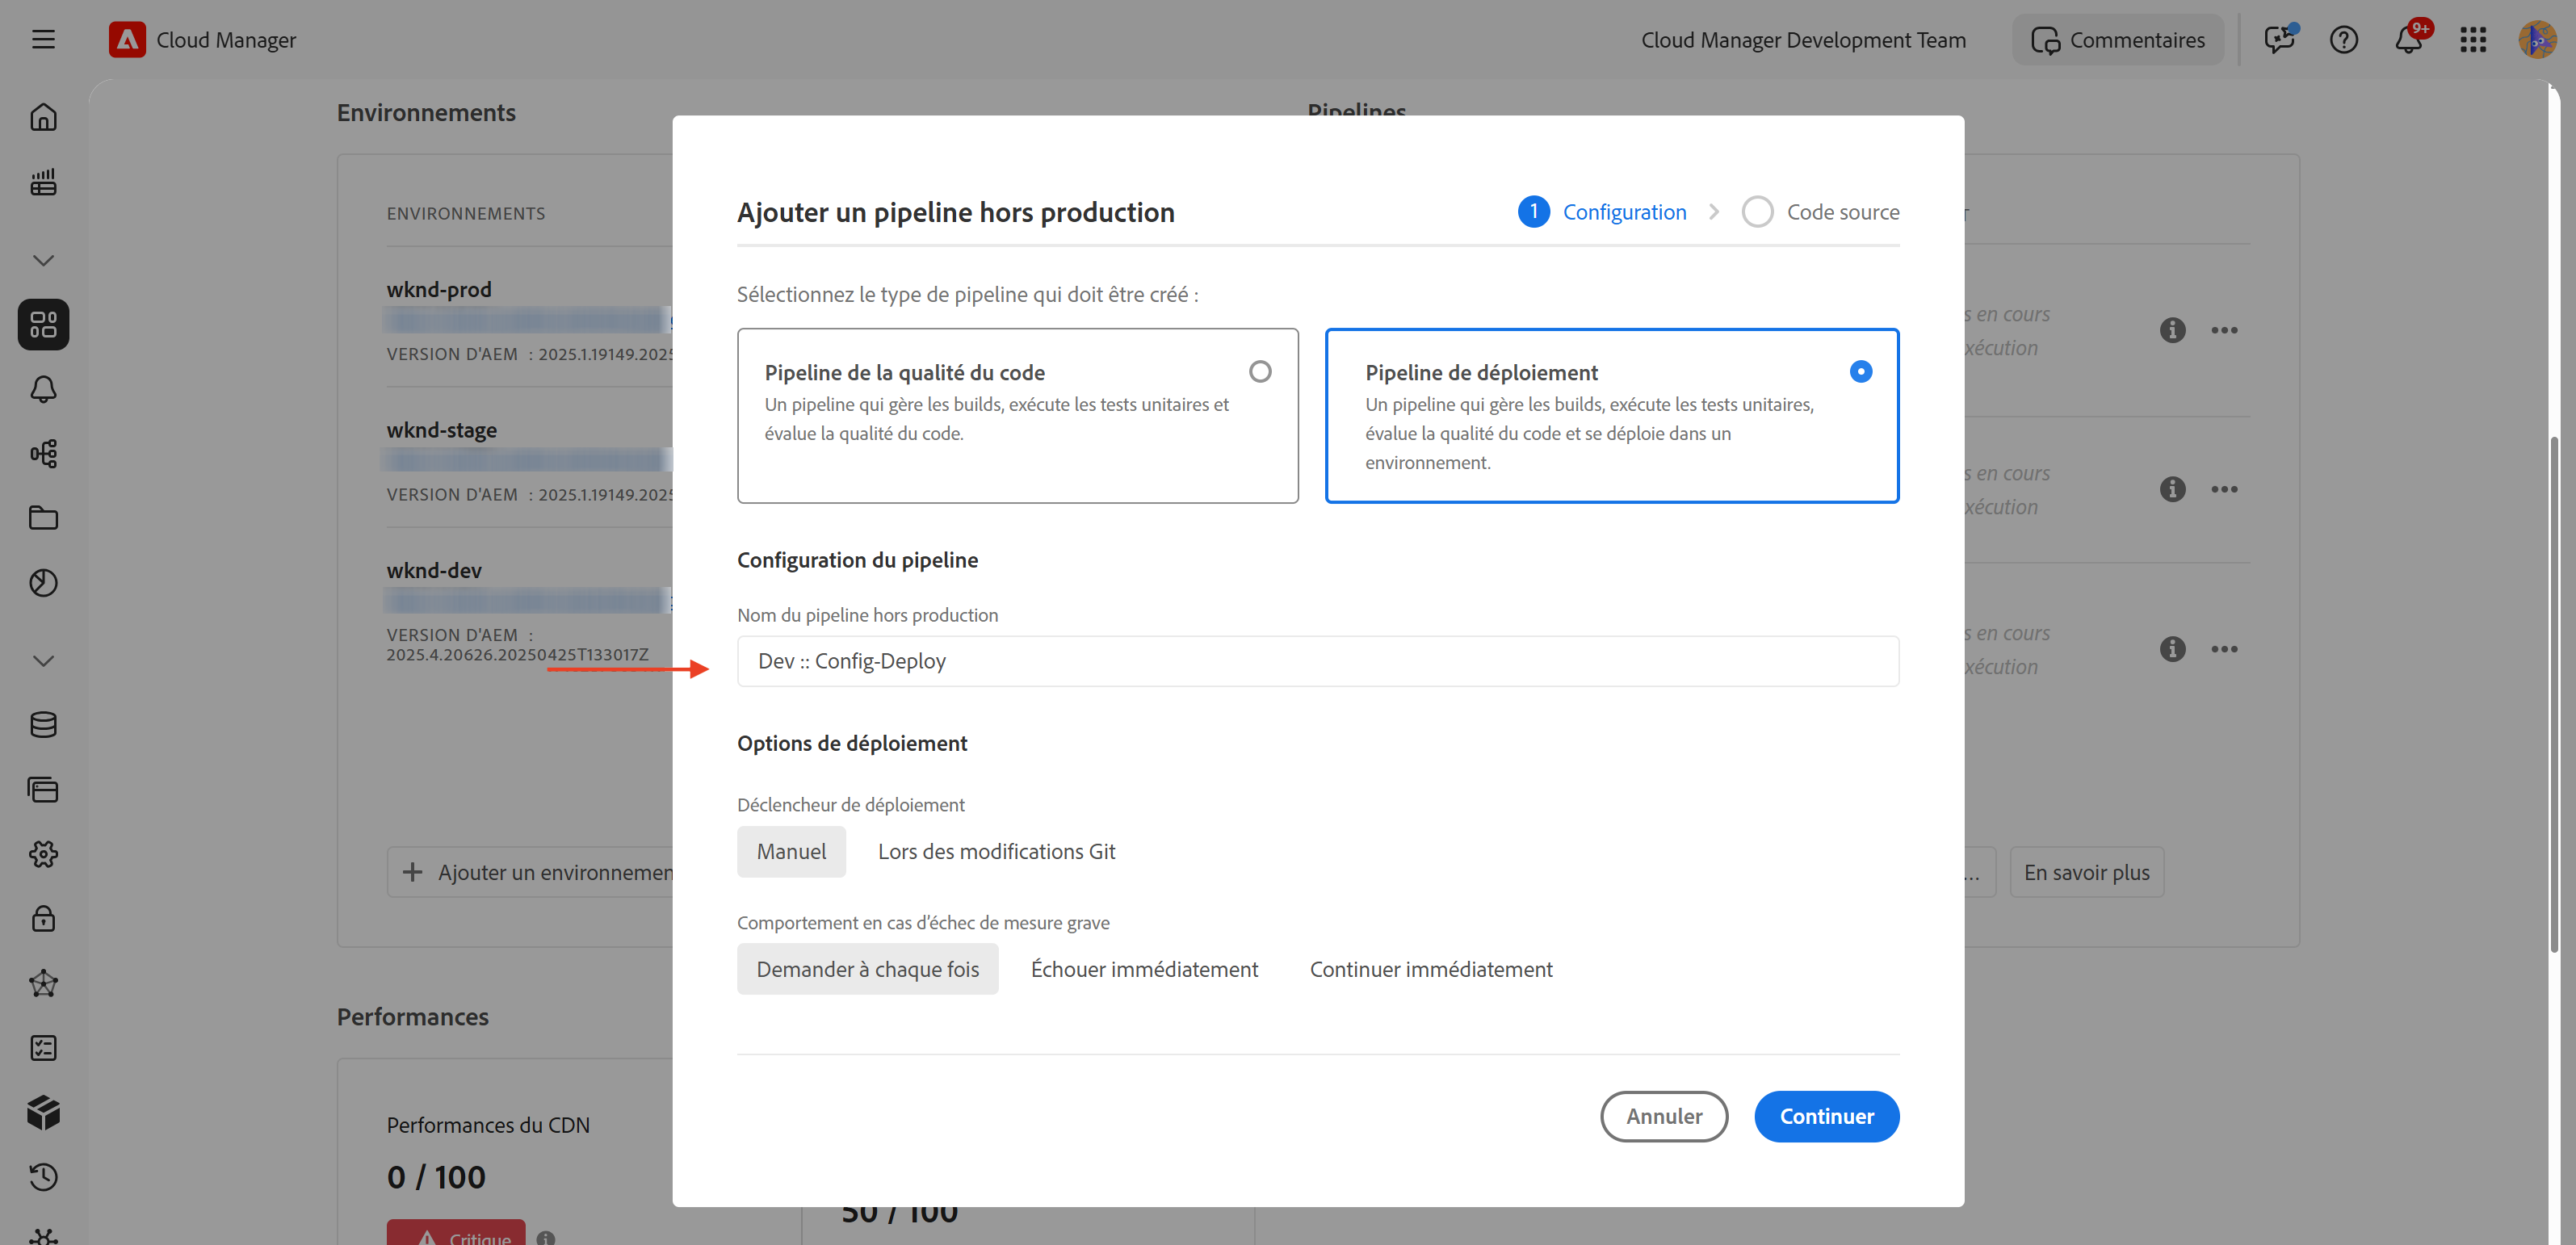 Cloud Manager
Cloud Manager Development Team
Commentaires
9+
Environnements
Pipelines
ENVIRONNEMENTS
wknd-prod
VERSION D'AEM : 2025.1.19149.2025
wknd-stage
VERSION D'AEM : 2025.1.19149.2025
wknd-dev
VERSION D'AEM :
2025.4.20626.20250425T133017Z
Ajouter un environnemen
Ajouter un pipeline hors production
1 Configuration
Code source
Sélectionnez le type de pipeline qui doit être créé :
Pipeline de la qualité du code
Un pipeline qui gère les builds, exécute les tests unitaires et
évalue la qualité du code.
Pipeline de déploiement
Un pipeline qui gère les builds, exécute les tests unitaires,
évalue la qualité du code et se déploie dans un
environnement.
Configuration du pipeline
Nom du pipeline hors production
Dev :: Config-Deploy
Options de déploiement
Déclencheur de déploiement
Manuel
Lors des modifications Git
Comportement en cas d'échec de mesure grave
Demander à chaque fois
Échouer immédiatement
Continuer immédiatement
Annuler
Continuer
s en cours
xécution
s en cours
xécution
s en cours
xécution
...
En savoir plus
Performances
Performances du CDN
0 / 100
Critique
50 / 100